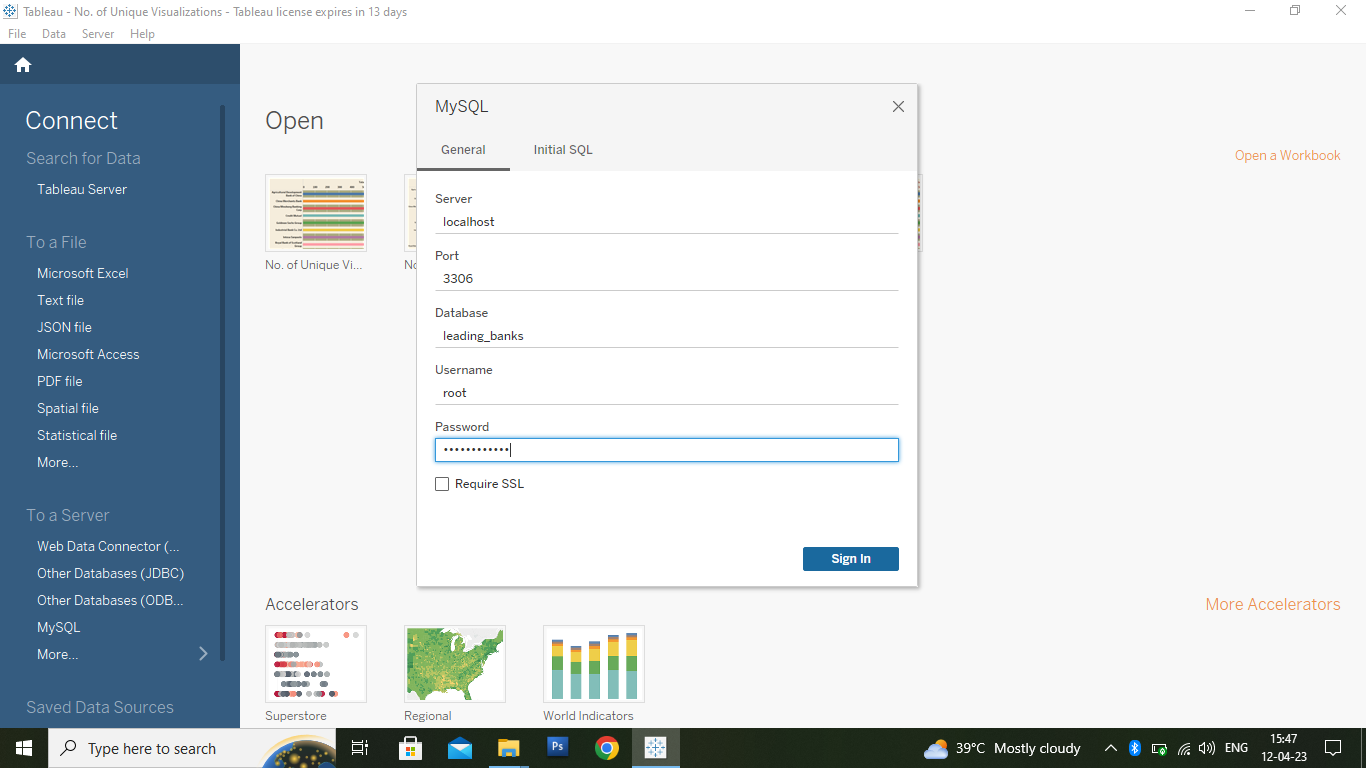 Tableau - No. of Unique Visualizations - Tableau license expires in 13 days
File Data Server Help
Connect
Search for Data
Tableau Server
To a File
Microsoft Excel
Text file
JSON file
Microsoft Access
PDF file
Spatial file
Statistical file
More...
To a Server
Web Data Connector (...
Other Databases (JDBC)
Other Databases (ODB...
MySQL
More...
Saved Data Sources
Open
Open a Workbook
No. of Unique Vi...
No
MySQL
General Initial SQL
Server
localhost
Port
3306
Database
leading_banks
Username
root
Password
••••••••••••
Require SSL
Sign In
Accelerators
More Accelerators
Superstore
Regional
World Indicators
Type here to search
Ps
39°C Mostly cloudy
ENG
15:47
12-04-23